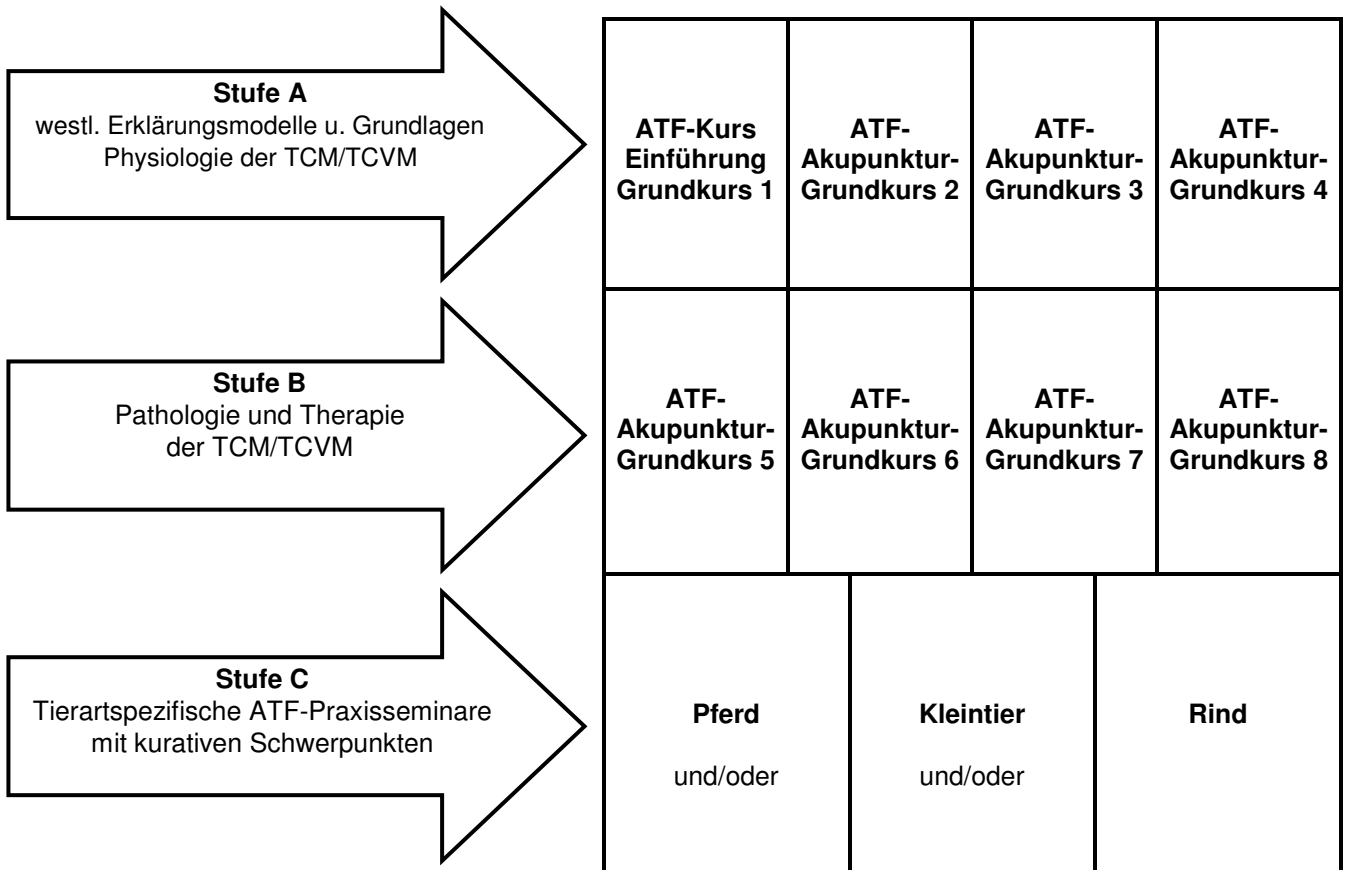 Stufe A
westl. Erklärungsmodelle u. Grundlagen
Physiologie der TCM/TCVM
ATF-Kurs
Einführung
Grundkurs 1
ATF-
Akupunktur-
Grundkurs 2
ATF-
Akupunktur-
Grundkurs 3
ATF-
Akupunktur-
Grundkurs 4
Stufe B
Pathologie und Therapie
der TCM/TCVM
ATF-
Akupunktur-
Grundkurs 5
ATF-
Akupunktur-
Grundkurs 6
ATF-
Akupunktur-
Grundkurs 7
ATF-
Akupunktur-
Grundkurs 8
Stufe C
Tierartspezifische ATF-Praxisseminare
mit kurativen Schwerpunkten
Pferd
und/oder
Kleintier
und/oder
Rind